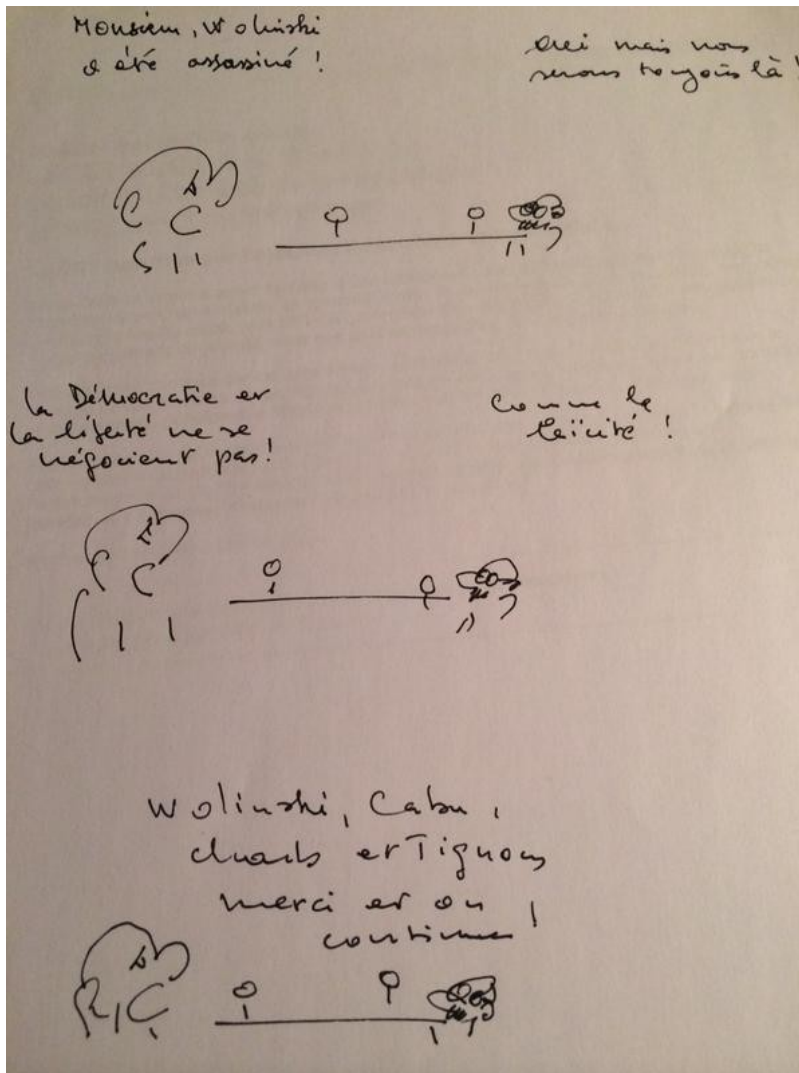 Monsieur, Wolinski
a été assassiné !
oui mais nous
serons toujours là !
la Démocratie et
la liberté ne se
négocient pas !
comme la
laïcité !
Wolinski, Cabu,
charb et Tignous
merci et on
continue !